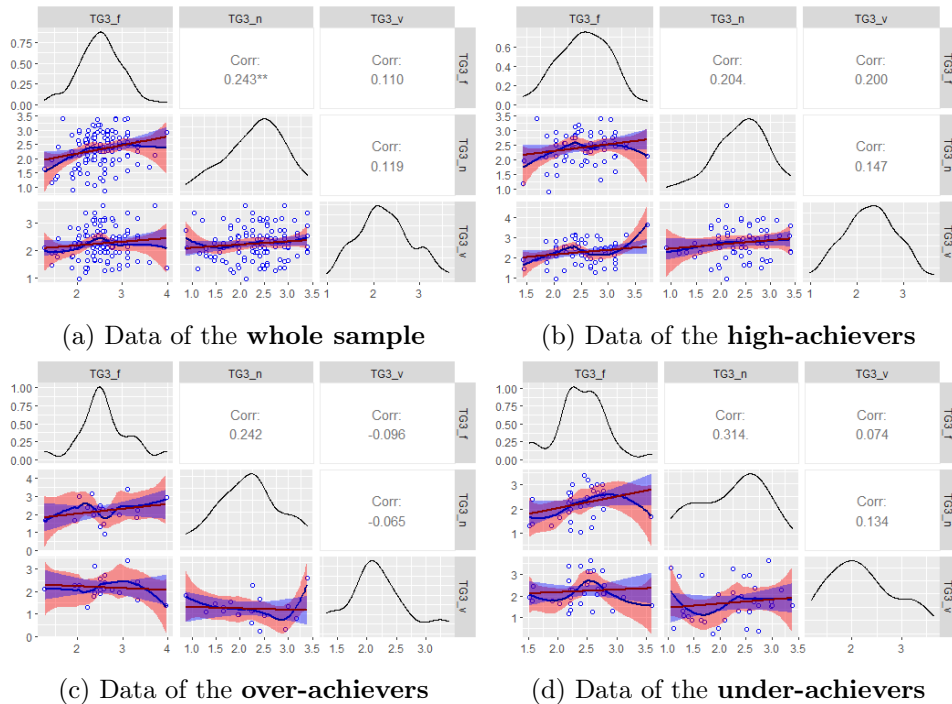 TG3_f TG3_n TG3_v
0.75
0.50
0.25
0.00
Corr:
0.243**
Corr:
0.110
TG3_f
3.5
3.0
2.5
2.0
1.5
1.0
Corr:
0.119
TG3_n
3
2
1
TG3_v
2 3 4 1.0 1.5 2.0 2.5 3.0 3.5 2 3
(a) Data of the whole sample
TG3_f TG3_n TG3_v
0.6
0.4
0.2
0.0
Corr:
0.204.
Corr:
0.200
TG3_f
3.5
3.0
2.5
2.0
1.5
1.0
Corr:
0.147
TG3_n
4
3
2
1
TG3_v
1.5 2.0 2.5 3.0 3.5 1.0 1.5 2.0 2.5 3.0 3.5 1 2 3
(b) Data of the high-achievers
TG3_f TG3_n TG3_v
1.00
0.75
0.50
0.25
0.00
Corr:
0.242
Corr:
-0.096
TG3_f
4
3
2
1
0
Corr:
-0.065
TG3_n
3
2
1
0
TG3_v
2 3 4 1.0 1.5 2.0 2.5 3.0 3.5 1.5 2.0 2.5 3.0
(c) Data of the over-achievers
TG3_f TG3_n TG3_v
1.00
0.75
0.50
0.25
0.00
Corr:
0.314.
Corr:
0.074
TG3_f
3
2
1
Corr:
0.134
TG3_n
3
2
1
TG3_v
1.5 2.0 2.5 3.0 3.5 1.0 1.5 2.0 2.5 3.0 3.5 2 3
(d) Data of the under-achievers